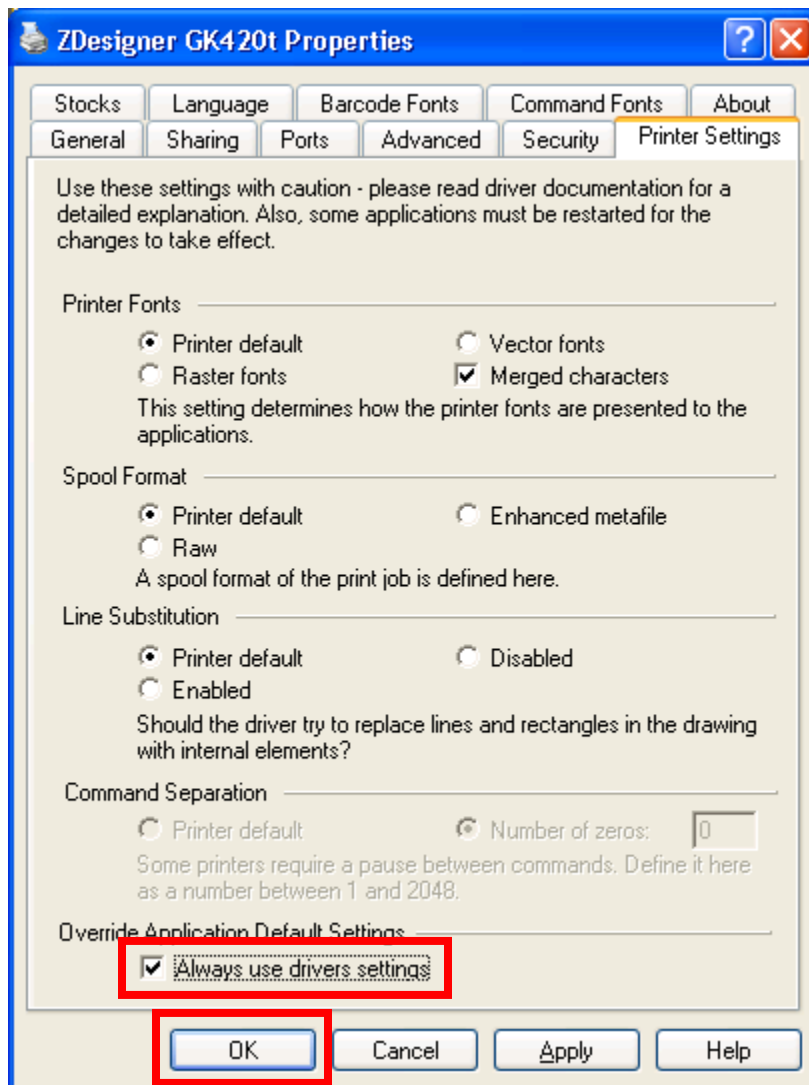 ZDesigner GK420t Properties
Stocks Language Barcode Fonts Command Fonts About
General Sharing Ports Advanced Security Printer Settings
Use these settings with caution - please read driver documentation for a
detailed explanation. Also, some applications must be restarted for the
changes to take effect.
Printer Fonts
Printer default Vector fonts
Raster fonts Merged characters
This setting determines how the printer fonts are presented to the
applications.
Spool Format
Printer default Enhanced metafile
Raw
A spool format of the print job is defined here.
Line Substitution
Printer default Disabled
Enabled
Should the driver try to replace lines and rectangles in the drawing
with internal elements?
Command Separation
Printer default Number of zeros: 0
Some printers require a pause between commands. Define it here
as a number between 1 and 2048.
Override Application Default Settings
Always use drivers settings
OK Cancel Apply Help